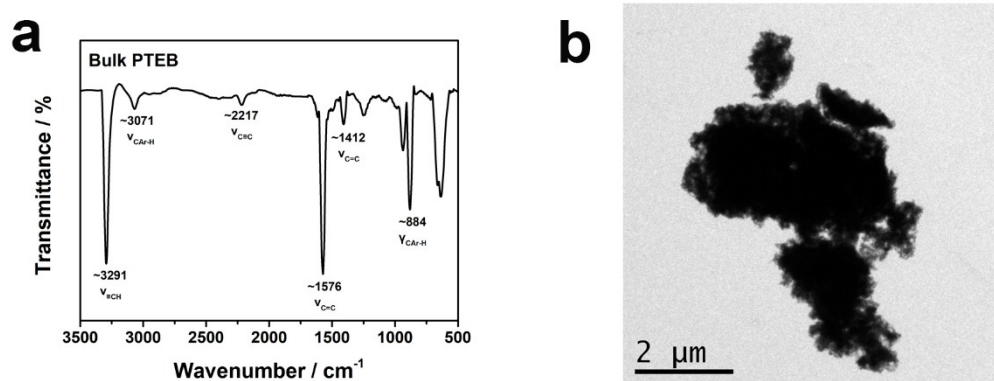 a
Bulk PTEB
~3071
νCAr-H
~2217
νC≡C
~1412
νC=C
~884
γCAr-H
~3291
ν≡CH
~1576
νC=C
Transmittance / %
3500 3000 2500 2000 1500 1000 500
Wavenumber / cm⁻¹
b
2 µm